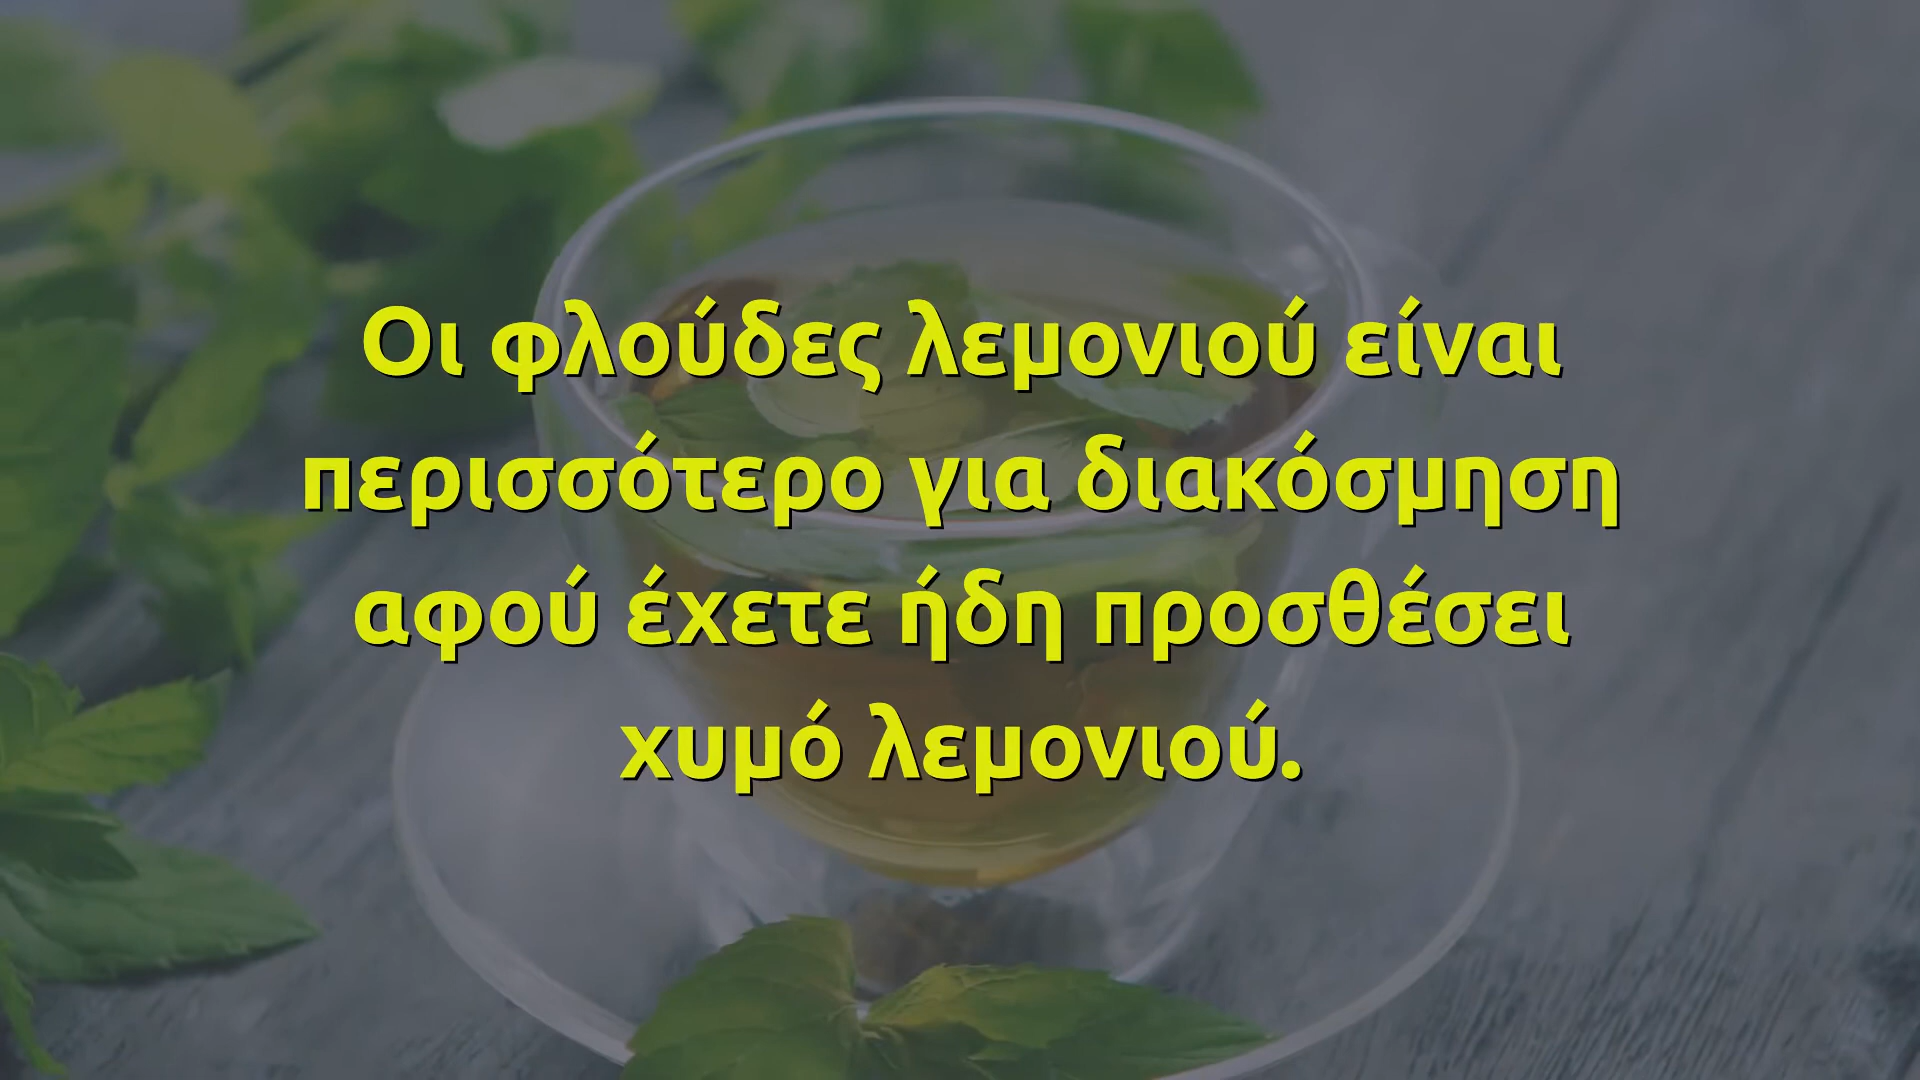 Οι φλούδες λεμονιού είναι
περισσότερο για διακόσμηση
αφού έχετε ήδη προσθέσει
χυμό λεμονιού.